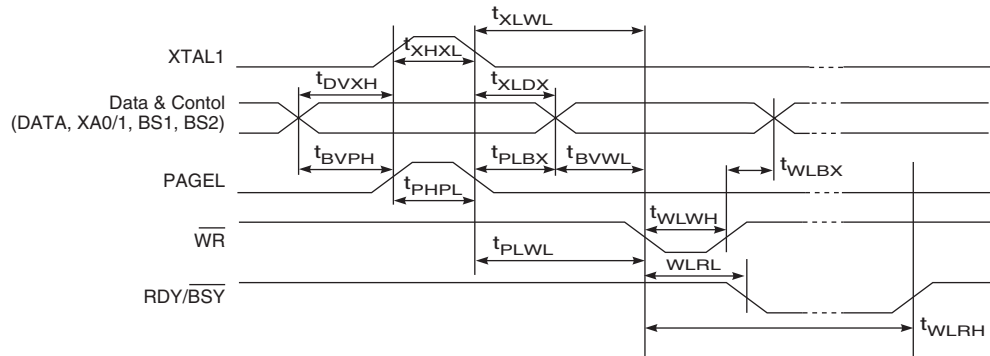 tXLWL
XTAL1
tXHXL
tDVXH
tXLDX
Data & Contol
(DATA, XA0/1, BS1, BS2)
tBVPH
tPLBX
tBVWL
tWLBX
PAGEL
tPHPL
tWLWH
WR
tPLWL
WLRL
RDY/BSY
tWLRH